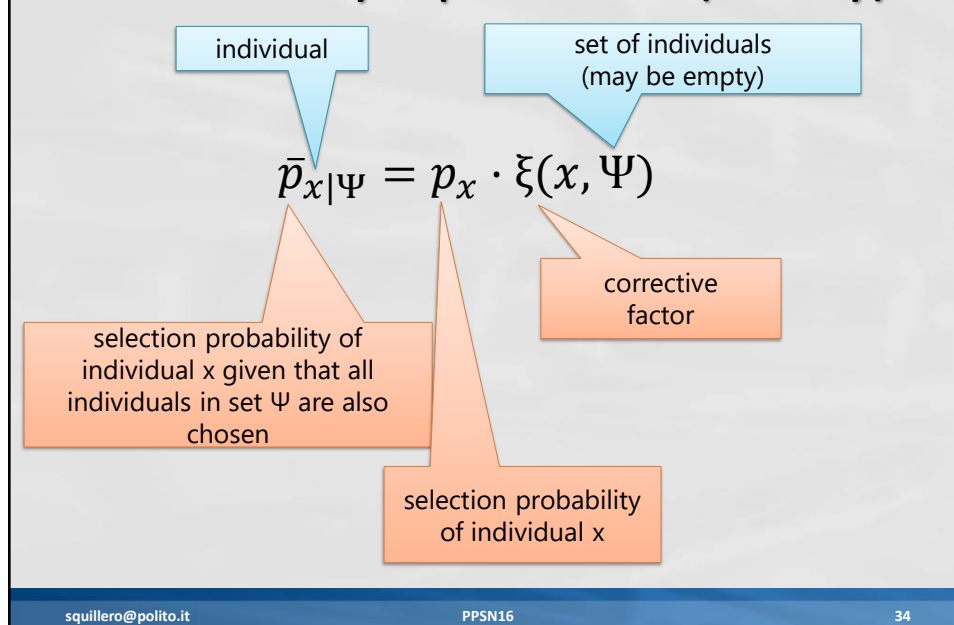 individual
set of individuals
(may be empty)
p̄ₓ|Ψ = pₓ · ξ(x, Ψ)
corrective
factor
selection probability of
individual x given that all
individuals in set Ψ are also
chosen
selection probability
of individual x
squillero@polito.it PPSN16 34